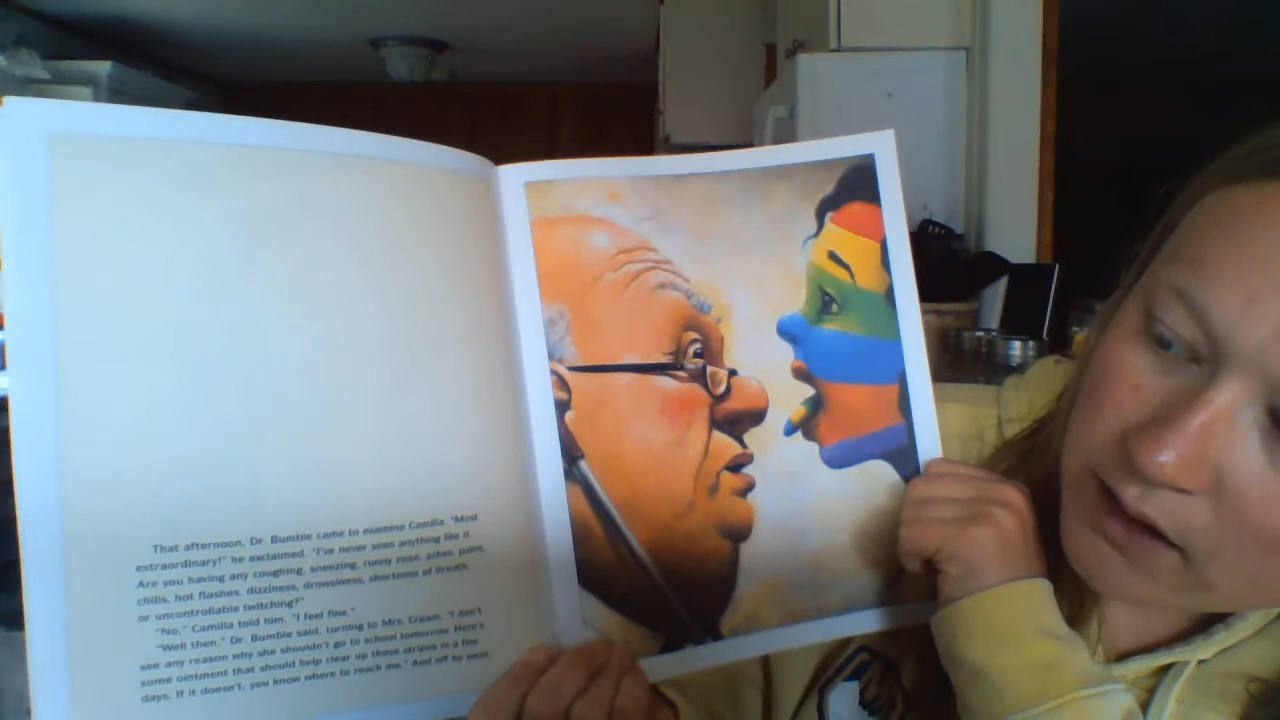 That afternoon, Dr. Bumble came to examine Camilla. "Most
extraordinary!" he exclaimed. "I've never seen anything like it.
Are you having any coughing, sneezing, runny nose, aches, pains,
chills, hot flashes, dizziness, drowsiness, shortness of breath,
or uncontrollable twitching?"
"No," Camilla told him. "I feel fine."
"Well then," Dr. Bumble said, turning to Mrs. Cream, "I don't
see any reason why she shouldn't go to school tomorrow. Here's
some ointment that should help clear up those stripes in a few
days. If it doesn't, you know where to reach me." And off he went.